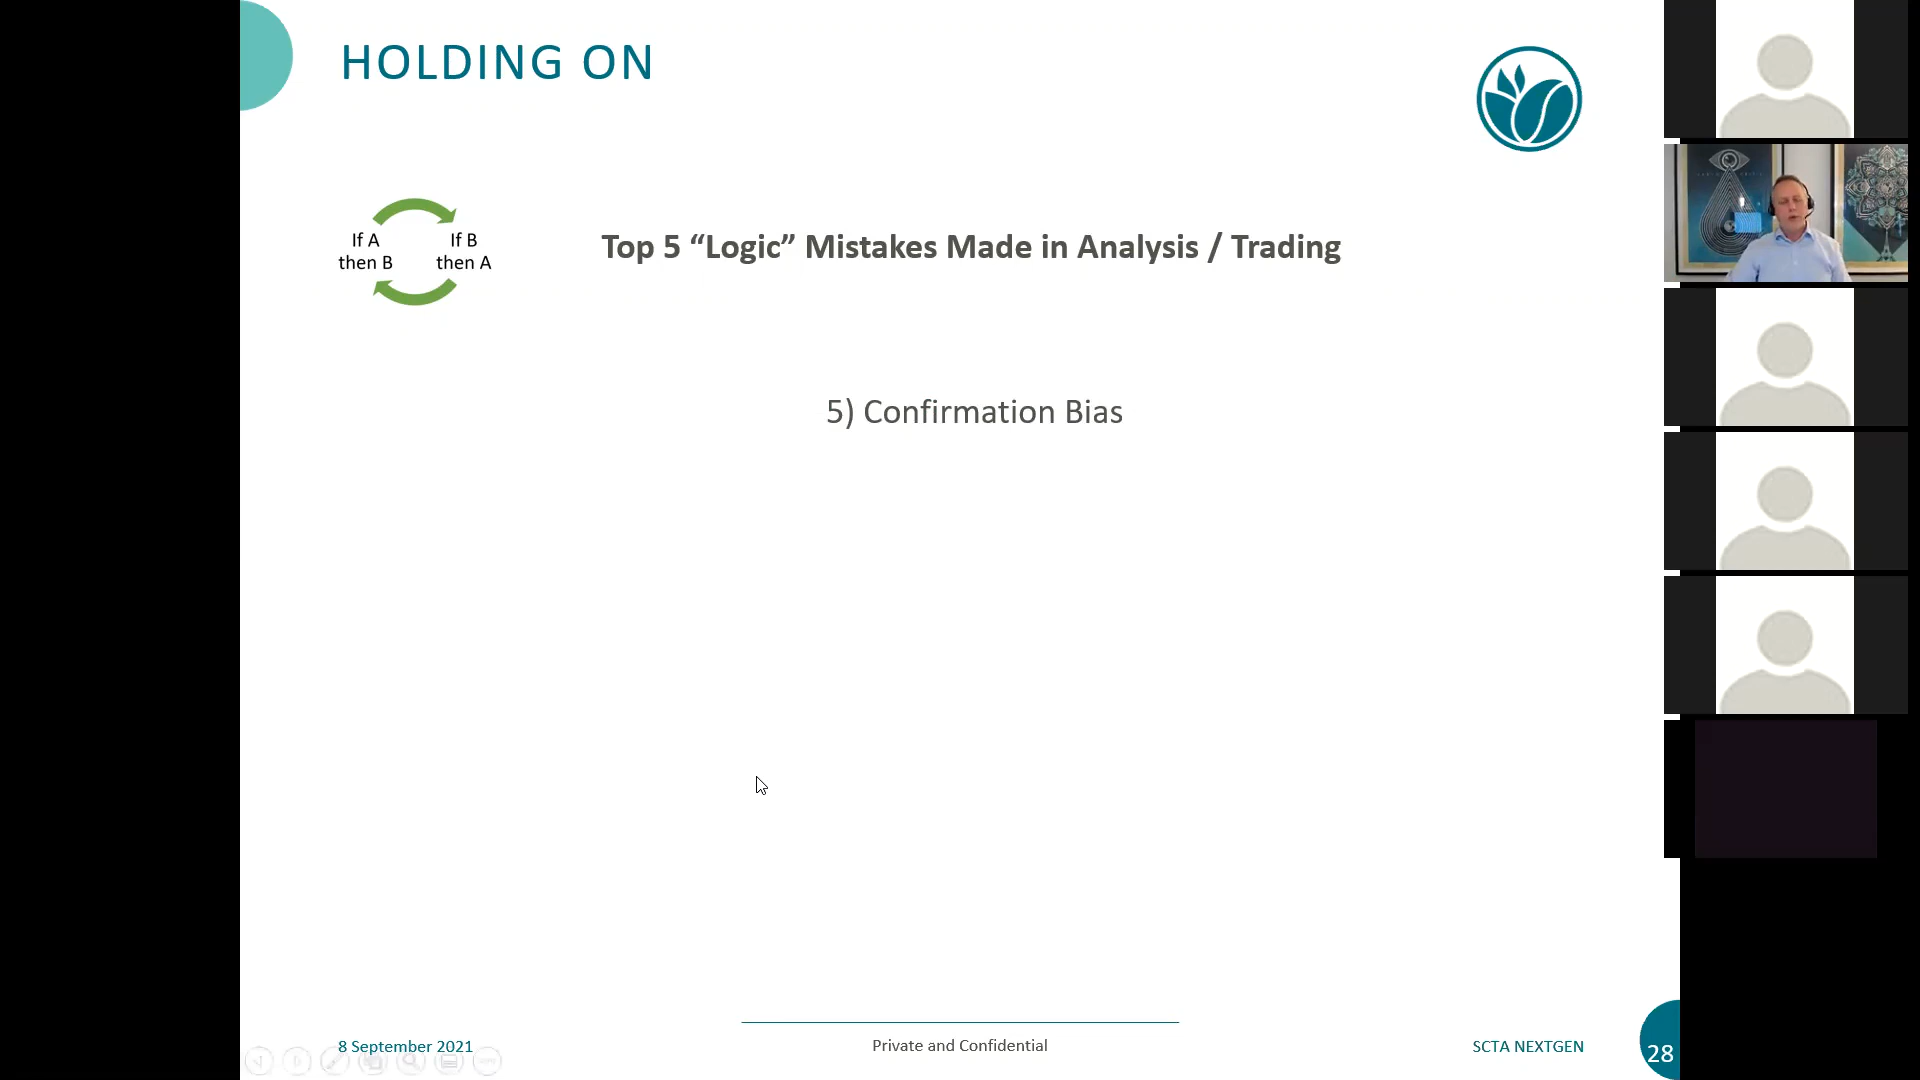 HOLDING ON
If A
then B
If B
then A
Top 5 “Logic” Mistakes Made in Analysis / Trading
5) Confirmation Bias
8 September 2021
Private and Confidential
SCTA NEXTGEN
28